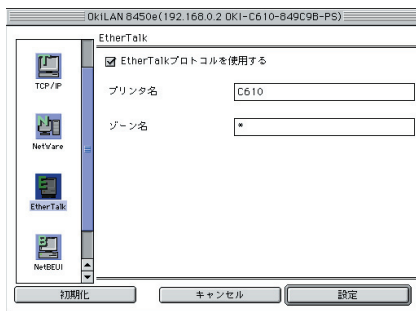 OkiLAN 8450e(192.168.0.2 OKI-C610-849C9B-PS)
EtherTalk
EtherTalkプロトコルを使用する
プリンタ名
C610
ゾーン名
*
TCP/IP
NetWare
EtherTalk
NetBEUI
初期化
キャンセル
設定